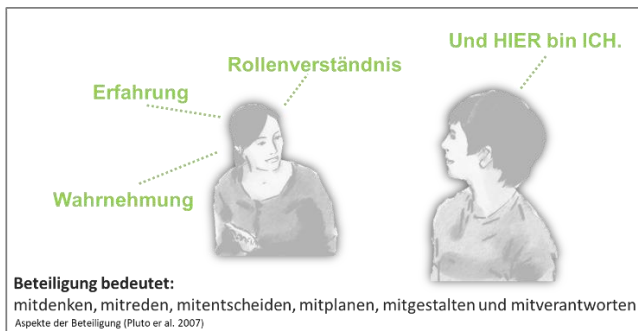 Und HIER bin ICH.
Rollenverständnis
Erfahrung
Wahrnehmung
Beteiligung bedeutet:
mitdenken, mitreden, mitentscheiden, mitplanen, mitgestalten und mitverantworten
Aspekte der Beteiligung (Pluto er al. 2007)